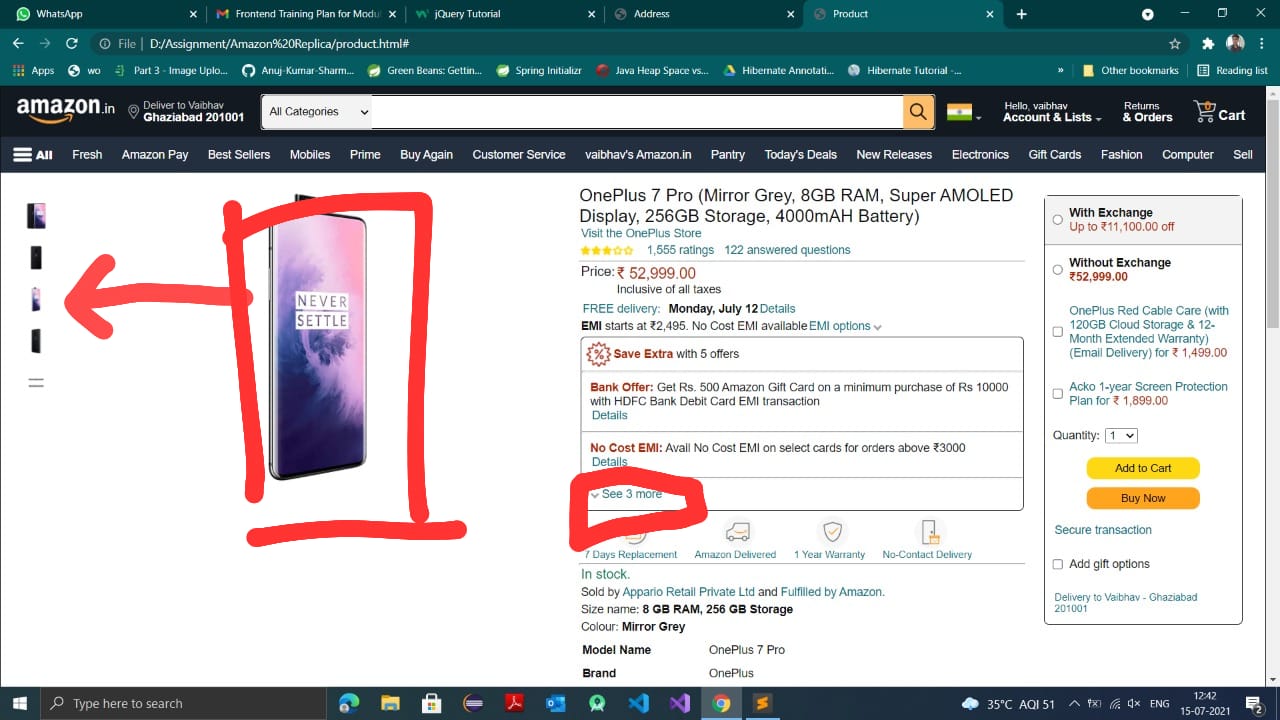 WhatsApp
Frontend Training Plan for Modul
jQuery Tutorial
Address
Product
File | D:/Assignment/Amazon%20Replica/product.html#
Apps
wo
Part 3 - Image Uplo...
Anuj-Kumar-Sharm...
Green Beans: Gettin...
Spring Initializr
Java Heap Space vs...
Hibernate Annotati...
Hibernate Tutorial -...
»
Other bookmarks
Reading list
amazon.in
Deliver to Vaibhav
Ghaziabad 201001
All Categories
Hello, vaibhav
Account & Lists
Returns
& Orders
0
Cart
All Fresh Amazon Pay Best Sellers Mobiles Prime Buy Again Customer Service vaibhav's Amazon.in Pantry Today's Deals New Releases Electronics Gift Cards Fashion Computer Sell
NEVER
SETTLE
OnePlus 7 Pro (Mirror Grey, 8GB RAM, Super AMOLED
Display, 256GB Storage, 4000mAH Battery)
Visit the OnePlus Store
1,555 ratings 122 answered questions
Price: ₹ 52,999.00
Inclusive of all taxes
FREE delivery: Monday, July 12 Details
EMI starts at ₹2,495. No Cost EMI available EMI options
% Save Extra with 5 offers
Bank Offer: Get Rs. 500 Amazon Gift Card on a minimum purchase of Rs 10000
with HDFC Bank Debit Card EMI transaction
Details
No Cost EMI: Avail No Cost EMI on select cards for orders above ₹3000
Details
See 3 more
7 Days Replacement Amazon Delivered 1 Year Warranty No-Contact Delivery
In stock.
Sold by Appario Retail Private Ltd and Fulfilled by Amazon.
Size name: 8 GB RAM, 256 GB Storage
Colour: Mirror Grey
Model Name OnePlus 7 Pro
Brand OnePlus
With Exchange
Up to ₹11,100.00 off
Without Exchange
₹52,999.00
OnePlus Red Cable Care (with
120GB Cloud Storage & 12-
Month Extended Warranty)
(Email Delivery) for ₹ 1,499.00
Acko 1-year Screen Protection
Plan for ₹ 1,899.00
Quantity: 1
Add to Cart
Buy Now
Secure transaction
Add gift options
Delivery to Vaibhav - Ghaziabad
201001
Type here to search
35°C AQI 51
ENG
12:42
15-07-2021
2